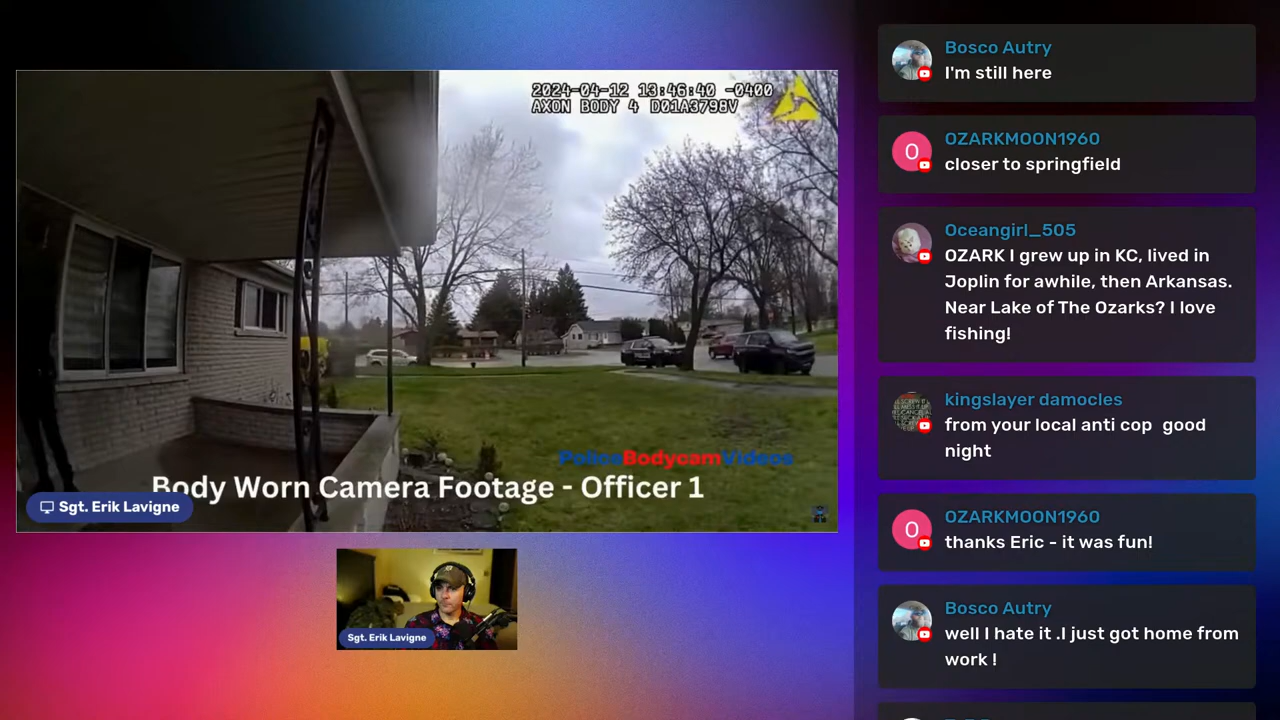 2024-04-12 13:46:40 -0400
AXON BODY 4 D01A3798V
PoliceBodycamVideos
Body Worn Camera Footage - Officer 1
Sgt. Erik Lavigne
Sgt. Erik Lavigne
Bosco Autry
I'm still here
O
OZARKMOON1960
closer to springfield
Oceangirl_505
OZARK I grew up in KC, lived in
Joplin for awhile, then Arkansas.
Near Lake of The Ozarks? I love
fishing!
kingslayer damocles
from your local anti cop  good
night
O
OZARKMOON1960
thanks Eric - it was fun!
Bosco Autry
well I hate it .I just got home from
work !